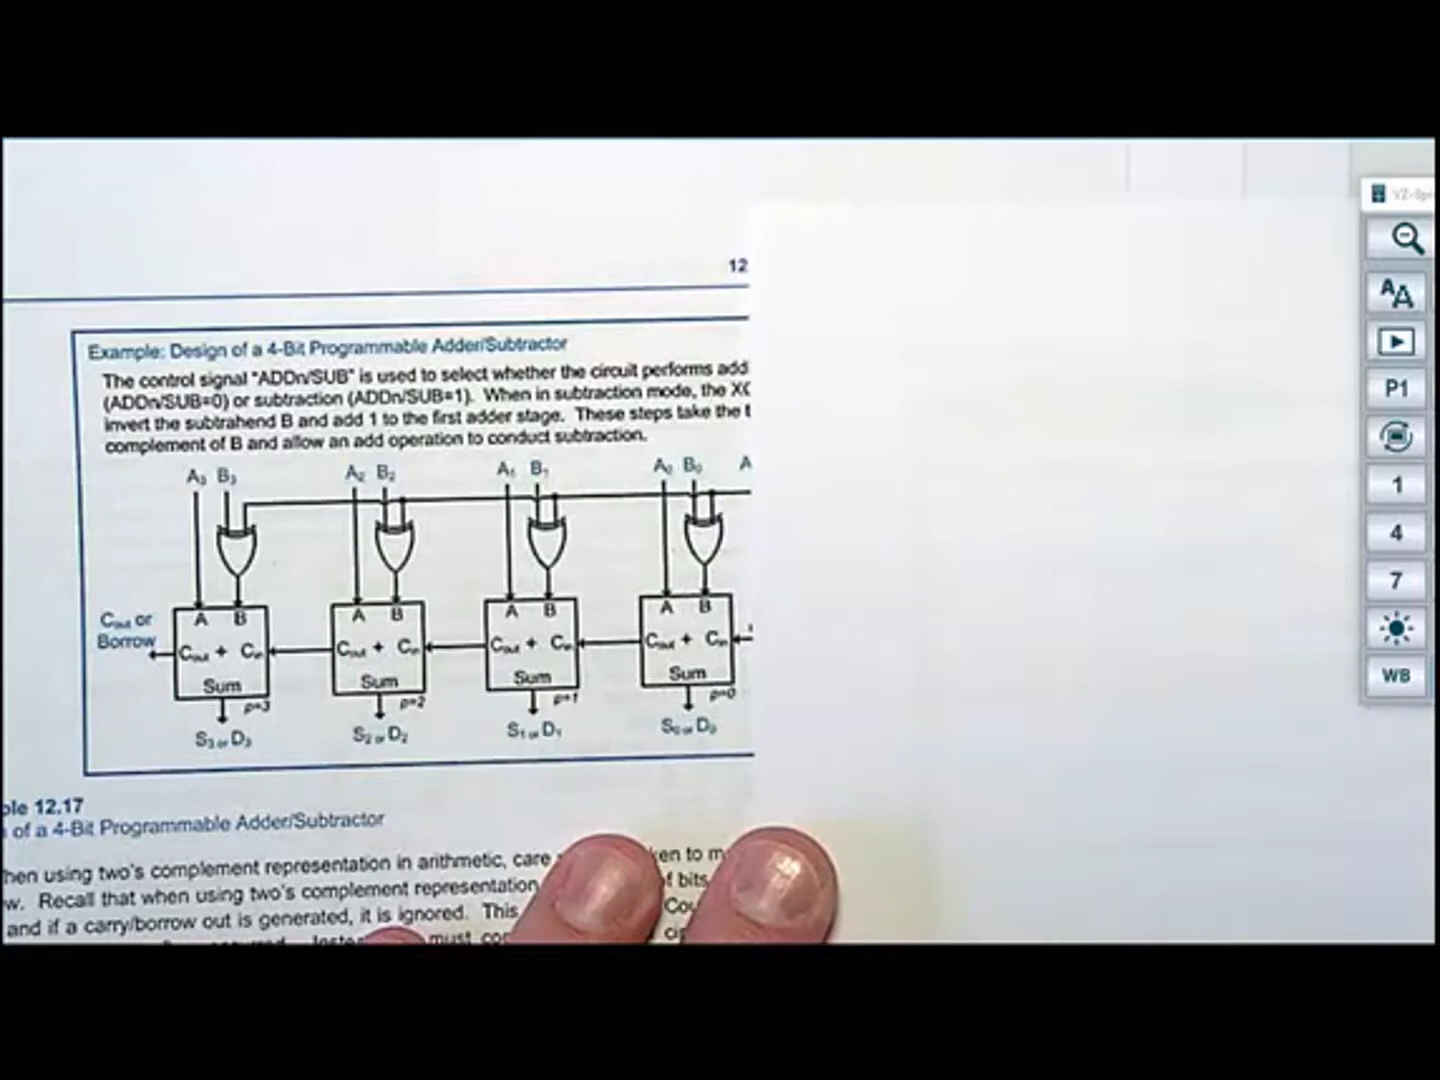 12
Example: Design of a 4-Bit Programmable Adder/Subtractor
The control signal "ADDn/SUB" is used to select whether the circuit performs add
(ADDn/SUB=0) or subtraction (ADDn/SUB=1). When in subtraction mode, the XO
invert the subtrahend B and add 1 to the first adder stage. These steps take the t
complement of B and allow an add operation to conduct subtraction.
A3 B3 A2 B2 A1 B1 A0 B0 A
A B A B A B A B
Cout or
Borrow
Cout + Cin Cout + Cin Cout + Cin Cout + Cin
Sum Sum Sum Sum
p=3 p=2 p=1 p=0
S3 or D3 S2 or D2 S1 or D1 S0 or D0
ple 12.17
of a 4-Bit Programmable Adder/Subtractor
hen using two's complement representation in arithmetic, care ken to m
w. Recall that when using two's complement representation f bits
and if a carry/borrow out is generated, it is ignored. This Cou
must cor
AA
P1
1
4
7
WB